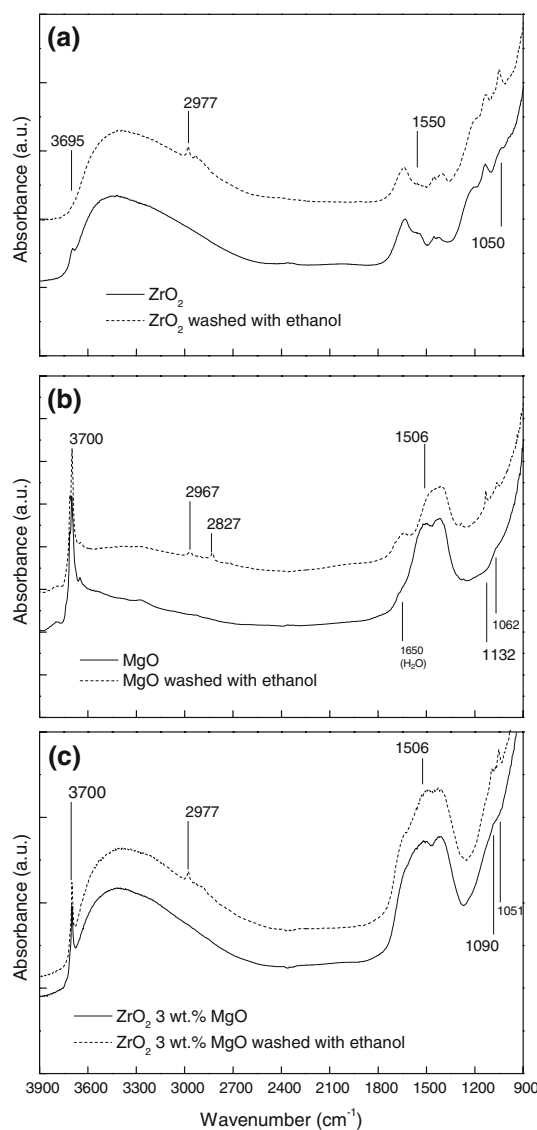 (a)
2977
3695
1550
1050
Absorbance (a.u.)
ZrO₂
ZrO₂ washed with ethanol
(b)
3700
1506
2967
2827
1650
(H₂O)
1062
1132
Absorbance (a.u.)
MgO
MgO washed with ethanol
(c)
1506
3700
2977
1051
1090
Absorbance (a.u.)
ZrO₂ 3 wt.% MgO
ZrO₂ 3 wt.% MgO washed with ethanol
3900 3600 3300 3000 2700 2400 2100 1800 1500 1200 900
Wavenumber (cm⁻¹)